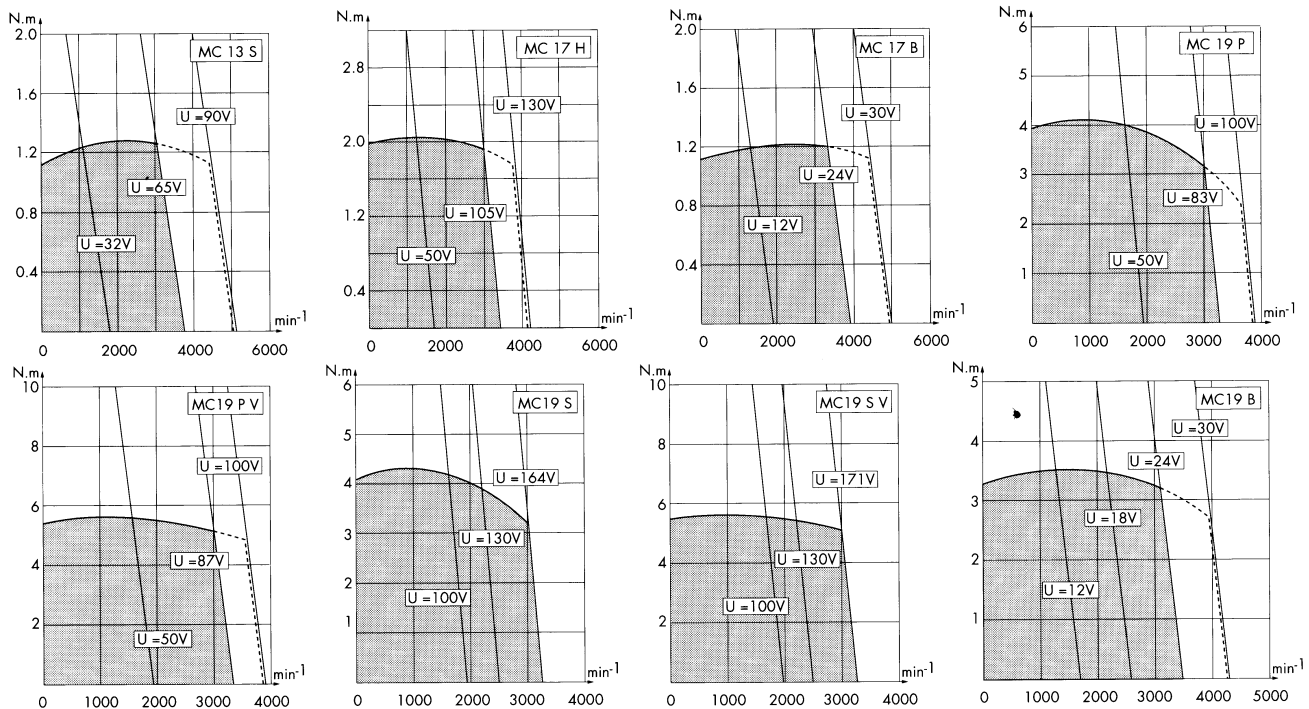 N.m
2.0
MC 13 S
1.6
U =90V
1.2
U =65V
0.8
U =32V
0.4
min-1
0 2000 4000 6000
N.m
MC 17 H
2.8
U =130V
2.0
U =105V
1.2
U =50V
0.4
min-1
0 2000 4000 6000
N.m
2.0
MC 17 B
1.6
U =30V
1.2
U =24V
0.8
U =12V
0.4
min-1
0 2000 4000 6000
N.m
6
MC 19 P
5
U =100V
4
3
U =83V
2
U =50V
1
min-1
0 1000 2000 3000 4000
N.m
10
MC19 P V
8
U =100V
6
U =87V
4
U =50V
2
min-1
0 1000 2000 3000 4000
N.m
6
MC19 S
5
U =164V
4
3
U =130V
2
U =100V
1
min-1
0 1000 2000 3000 4000
N.m
10
MC19 S V
8
U =171V
6
U =130V
4
U =100V
2
min-1
0 1000 2000 3000 4000
N.m
5
MC19 B
U =30V
4
U =24V
3
U =18V
2
U =12V
1
min-1
0 1000 2000 3000 4000 5000